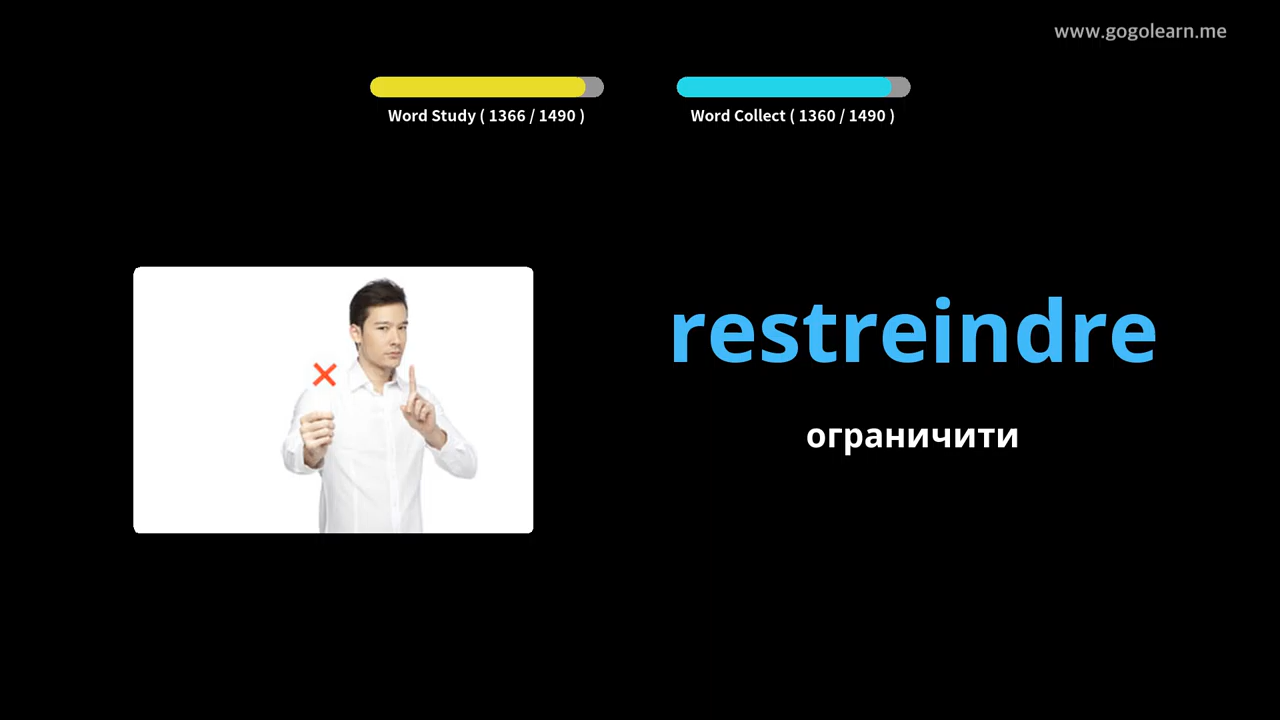 www.gogolearn.me
Word Study ( 1366 / 1490 )
Word Collect ( 1360 / 1490 )
restreindre
ограничити